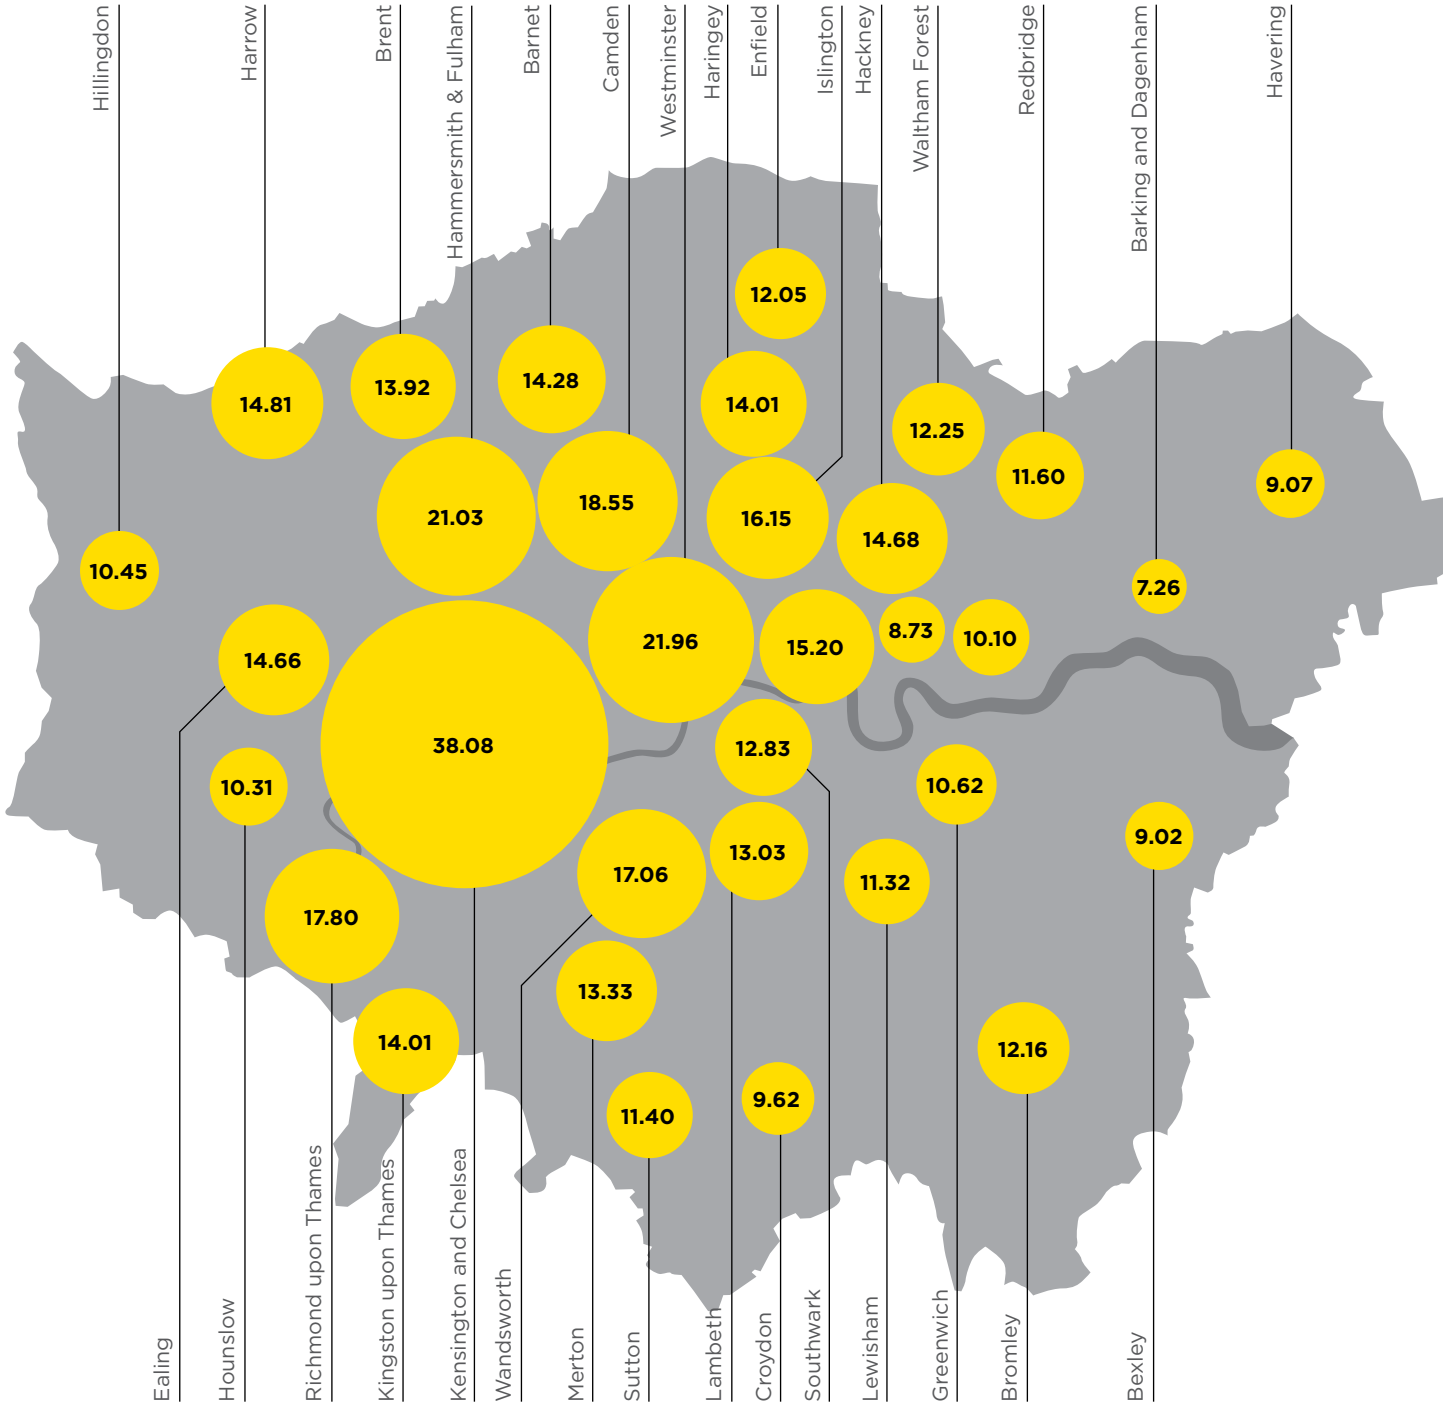 Hillingdon
Harrow
Brent
Hammersmith & Fulham
Barnet
Camden
Westminster
Haringey
Enfield
Islington
Hackney
Waltham Forest
Redbridge
Barking and Dagenham
Havering
12.05
14.81
13.92
14.28
14.01
12.25
11.60
9.07
21.03
18.55
16.15
14.68
10.45
7.26
14.66
21.96
15.20
8.73
10.10
38.08
12.83
10.31
10.62
9.02
17.06
13.03
11.32
17.80
13.33
14.01
12.16
11.40
9.62
Ealing
Hounslow
Richmond upon Thames
Kingston upon Thames
Kensington and Chelsea
Wandsworth
Merton
Sutton
Lambeth
Croydon
Southwark
Lewisham
Greenwich
Bromley
Bexley